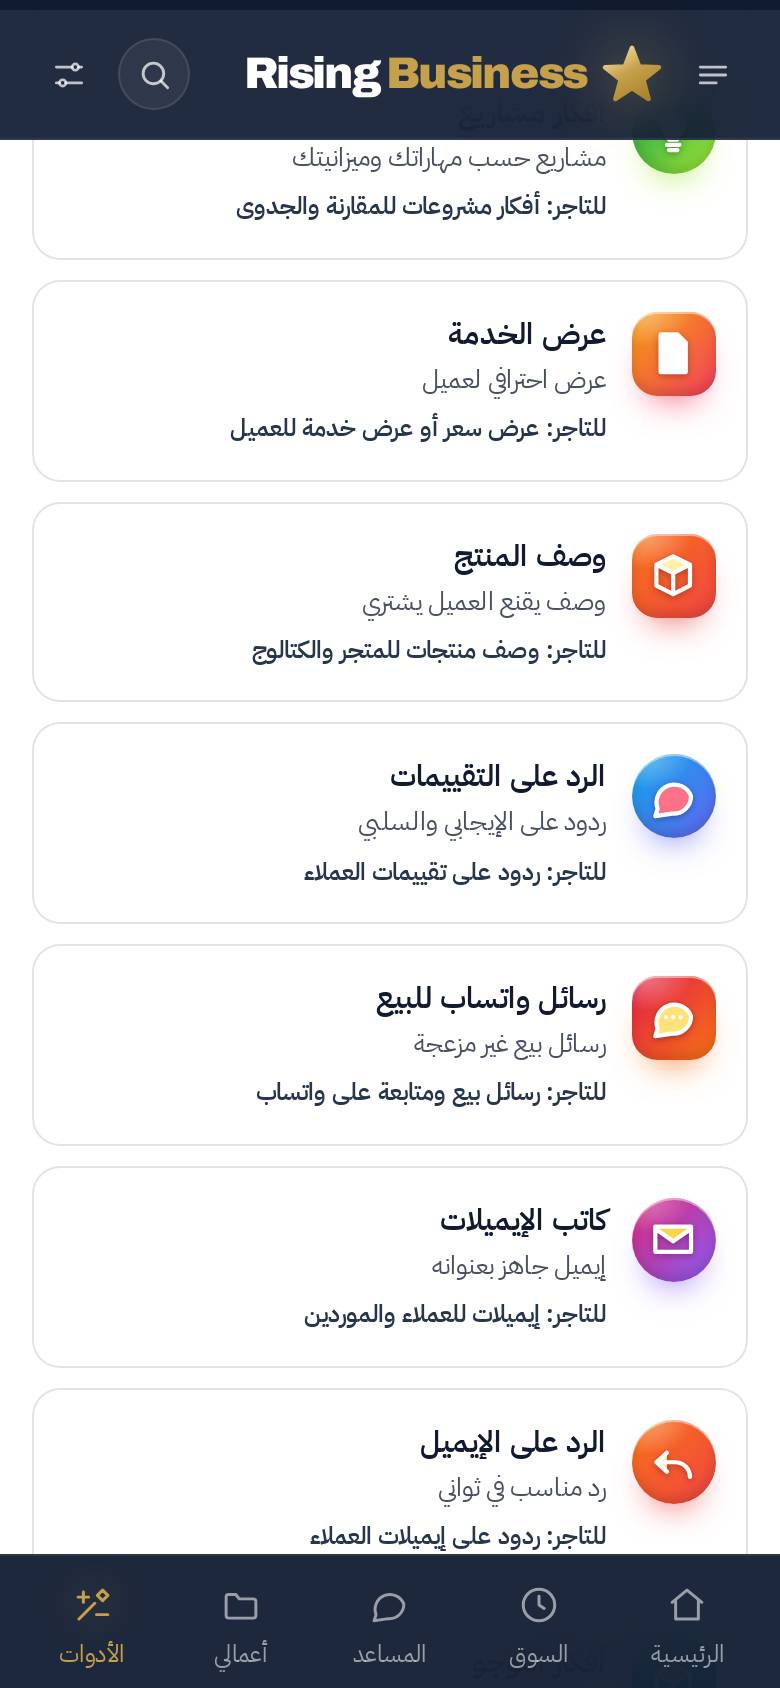 Rising Business
أفكار مشاريع
مشاريع حسب مهاراتك وميزانيتك
للتاجر: أفكار مشروعات للمقارنة والجدوى
عرض الخدمة
عرض احترافي لعميل
للتاجر: عرض سعر أو عرض خدمة للعميل
وصف المنتج
وصف يقنع العميل يشتري
للتاجر: وصف منتجات للمتجر والكتالوج
الرد على التقييمات
ردود على الإيجابي والسلبي
للتاجر: ردود على تقييمات العملاء
رسائل واتساب للبيع
رسائل بيع غير مزعجة
للتاجر: رسائل بيع ومتابعة على واتساب
كاتب الإيميلات
إيميل جاهز بعنوانه
للتاجر: إيميلات للعملاء والموردين
الرد على الإيميل
رد مناسب في ثواني
للتاجر: ردود على إيميلات العملاء
الرئيسية
السوق
المساعد
أعمالي
الأدوات